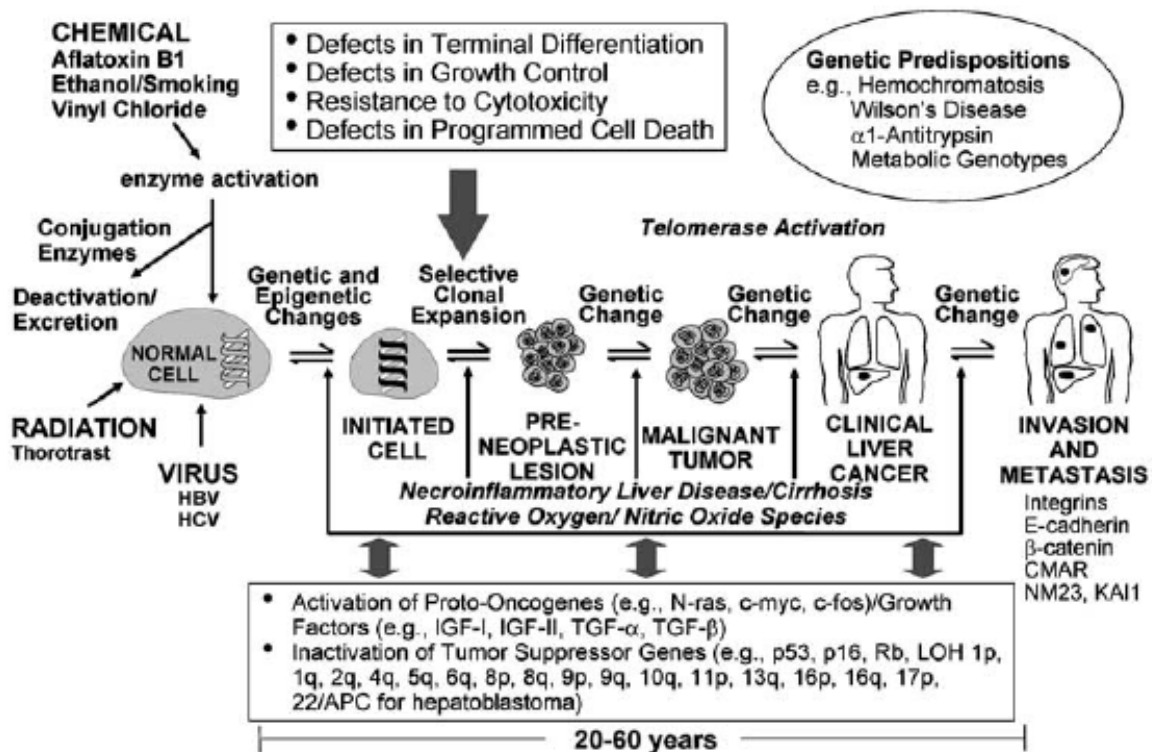 CHEMICAL
Aflatoxin B1
Ethanol/Smoking
Vinyl Chloride
enzyme activation
Conjugation
Enzymes
Deactivation/
Excretion
• Defects in Terminal Differentiation
• Defects in Growth Control
• Resistance to Cytotoxicity
• Defects in Programmed Cell Death
Genetic Predispositions
e.g., Hemochromatosis
Wilson's Disease
α1-Antitrypsin
Metabolic Genotypes
Telomerase Activation
Genetic and
Epigenetic
Changes
Selective
Clonal
Expansion
Genetic
Change
Genetic
Change
Genetic
Change
NORMAL
CELL
RADIATION
Thorotrast
VIRUS
HBV
HCV
INITIATED
CELL
PRE-
NEOPLASTIC
LESION
MALIGNANT
TUMOR
CLINICAL
LIVER
CANCER
INVASION
AND
METASTASIS
Integrins
E-cadherin
β-catenin
CMAR
NM23, KAI1
Necroinflammatory Liver Disease/Cirrhosis
Reactive Oxygen/ Nitric Oxide Species
• Activation of Proto-Oncogenes (e.g., N-ras, c-myc, c-fos)/Growth
Factors (e.g., IGF-I, IGF-II, TGF-α, TGF-β)
• Inactivation of Tumor Suppressor Genes (e.g., p53, p16, Rb, LOH 1p,
1q, 2q, 4q, 5q, 6q, 8p, 8q, 9p, 9q, 10q, 11p, 13q, 16p, 16q, 17p,
22/APC for hepatoblastoma)
20-60 years